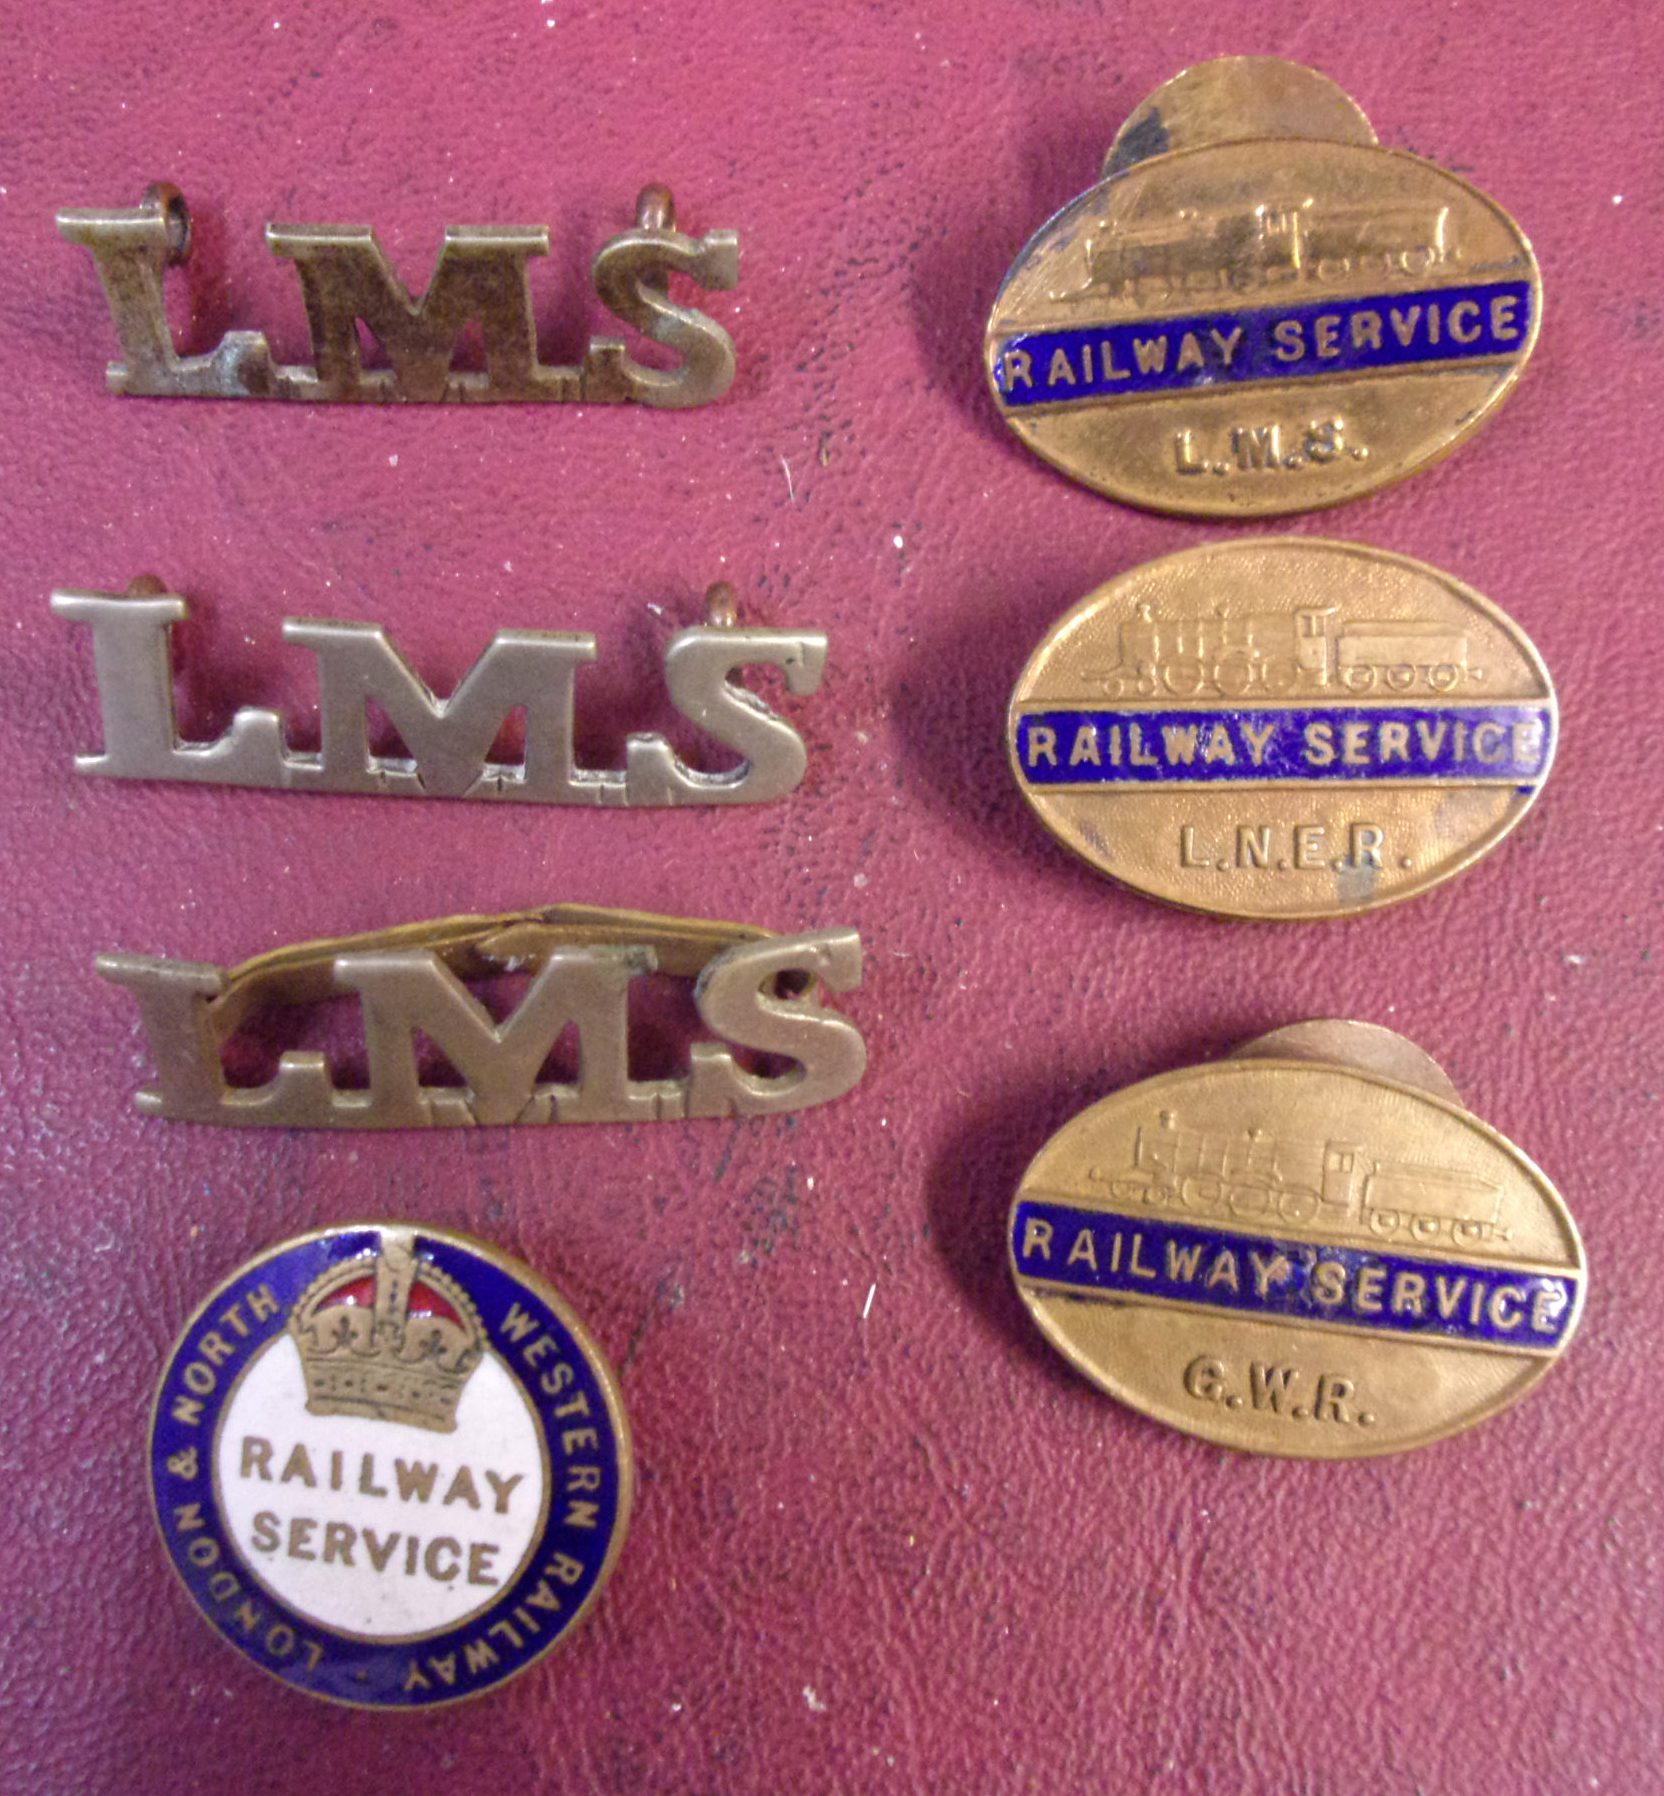 LMS
LMS
LMS
LONDON & NORTH WESTERN RAILWAY
RAILWAY
SERVICE
RAILWAY SERVICE
L.M.S.
RAILWAY SERVICE
L.N.E.R.
RAILWAY SERVICE
G.W.R.